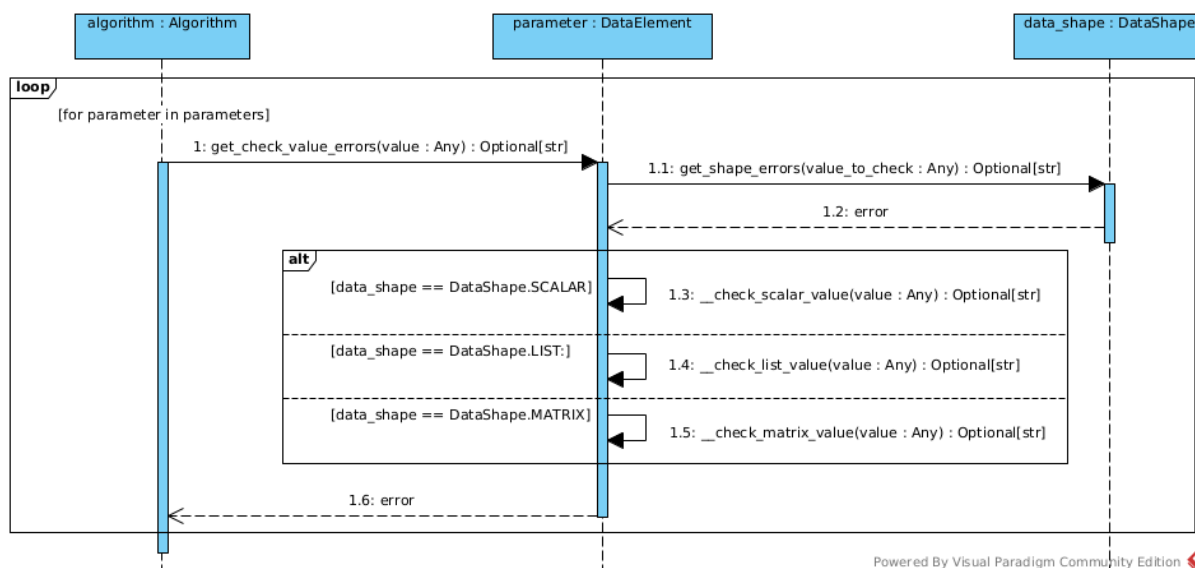 algorithm : Algorithm
parameter : DataElement
data_shape : DataShape
loop
[for parameter in parameters]
1: get_check_value_errors(value : Any) : Optional[str]
1.1: get_shape_errors(value_to_check : Any) : Optional[str]
1.2: error
alt
[data_shape == DataShape.SCALAR]
1.3: __check_scalar_value(value : Any) : Optional[str]
[data_shape == DataShape.LIST:]
1.4: __check_list_value(value : Any) : Optional[str]
[data_shape == DataShape.MATRIX]
1.5: __check_matrix_value(value : Any) : Optional[str]
1.6: error
Powered By Visual Paradigm Community Edition